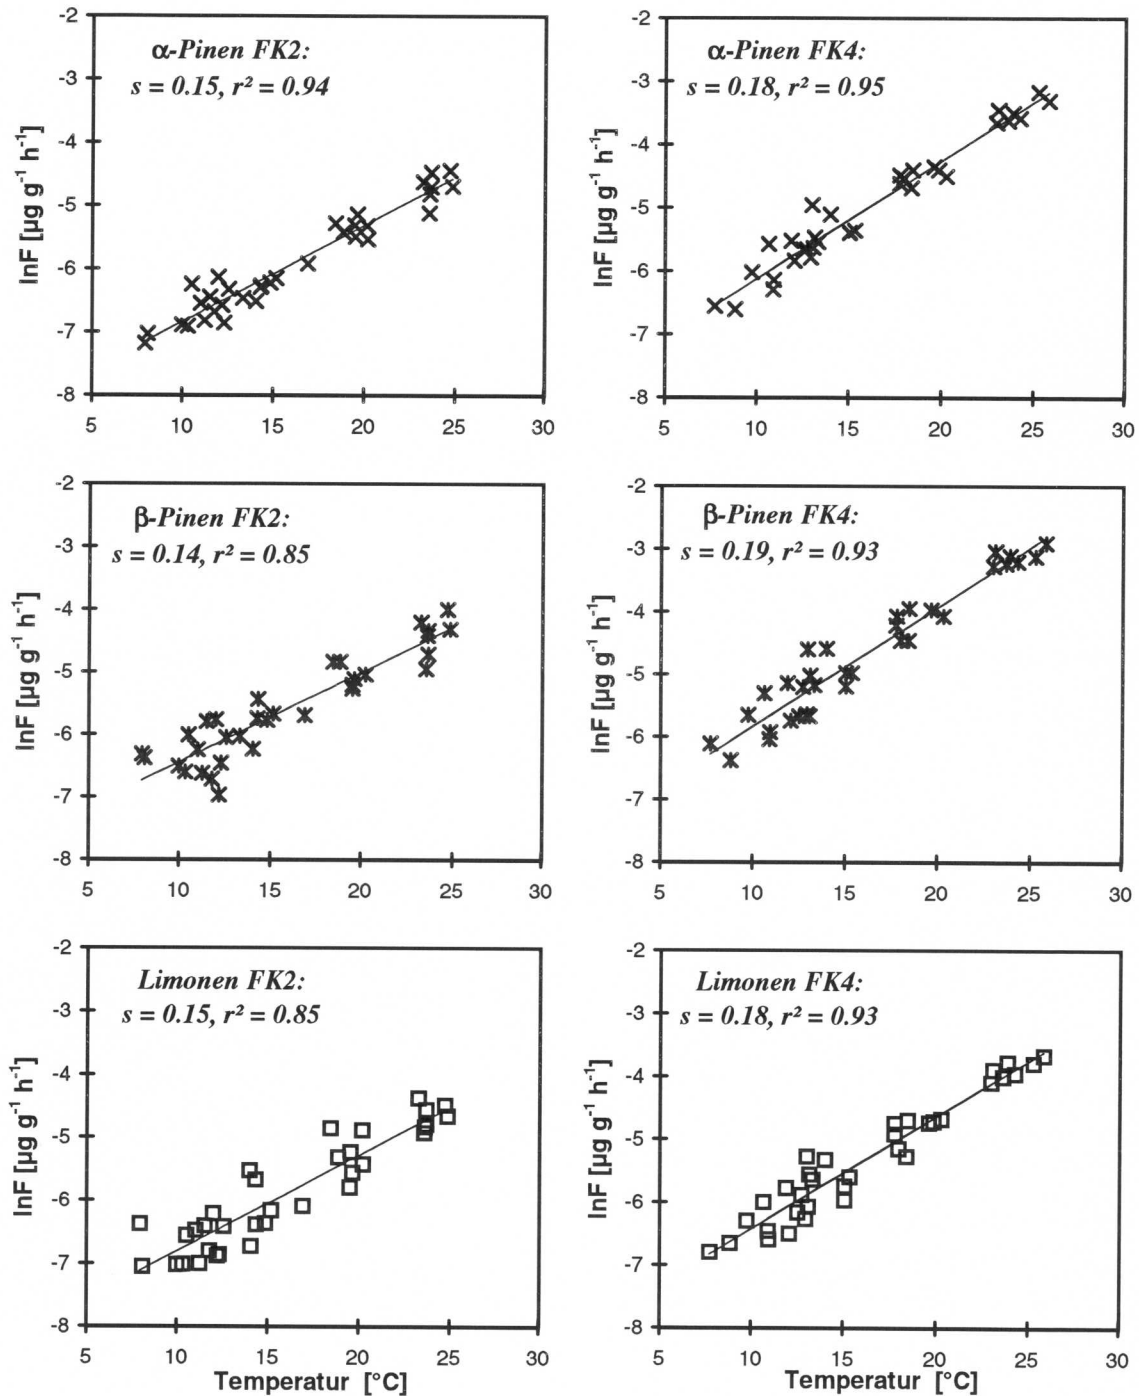 α-Pinen FK2:
s = 0.15, r² = 0.94
lnF [µg g⁻¹ h⁻¹]
-2
-3
-4
-5
-6
-7
-8
5 10 15 20 25 30
α-Pinen FK4:
s = 0.18, r² = 0.95
lnF [µg g⁻¹ h⁻¹]
-2
-3
-4
-5
-6
-7
-8
5 10 15 20 25 30
β-Pinen FK2:
s = 0.14, r² = 0.85
lnF [µg g⁻¹ h⁻¹]
-2
-3
-4
-5
-6
-7
-8
5 10 15 20 25 30
β-Pinen FK4:
s = 0.19, r² = 0.93
lnF [µg g⁻¹ h⁻¹]
-2
-3
-4
-5
-6
-7
-8
5 10 15 20 25 30
Limonen FK2:
s = 0.15, r² = 0.85
lnF [µg g⁻¹ h⁻¹]
-2
-3
-4
-5
-6
-7
-8
5 10 15 20 25 30
Temperatur [°C]
Limonen FK4:
s = 0.18, r² = 0.93
lnF [µg g⁻¹ h⁻¹]
-2
-3
-4
-5
-6
-7
-8
5 10 15 20 25 30
Temperatur [°C]